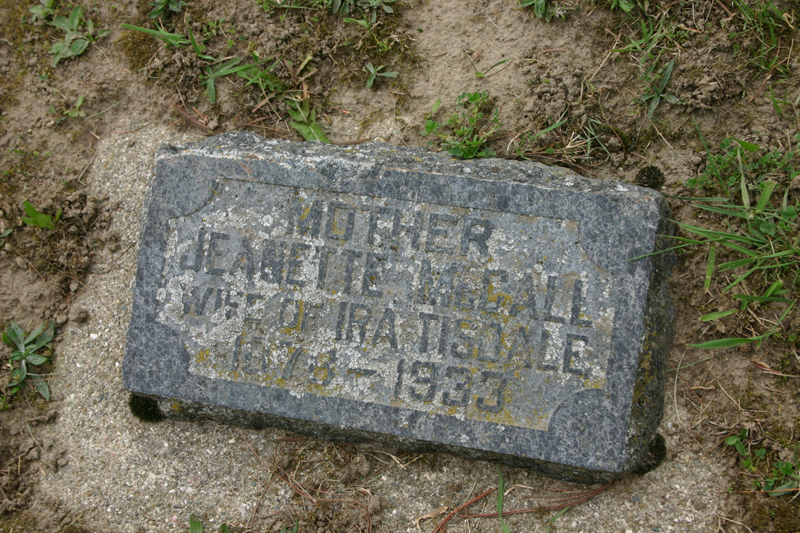 MOTHER
JEANETTE McCALL
WIFE OF IRA TISDALE
1878 — 1933